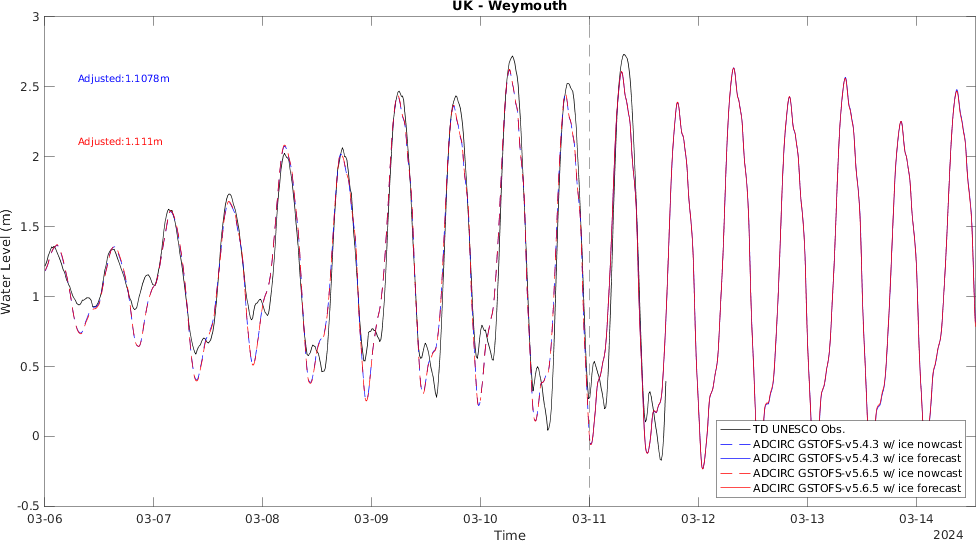 UK - Weymouth
3
2.5
2
1.5
1
0.5
0
-0.5
Water Level (m)
Adjusted:1.1078m
Adjusted:1.111m
TD UNESCO Obs.
ADCIRC GSTOFS-v5.4.3 w/ ice nowcast
ADCIRC GSTOFS-v5.4.3 w/ ice forecast
ADCIRC GSTOFS-v5.6.5 w/ ice nowcast
ADCIRC GSTOFS-v5.6.5 w/ ice forecast
03-06 03-07 03-08 03-09 03-10 03-11 03-12 03-13 03-14
Time
2024